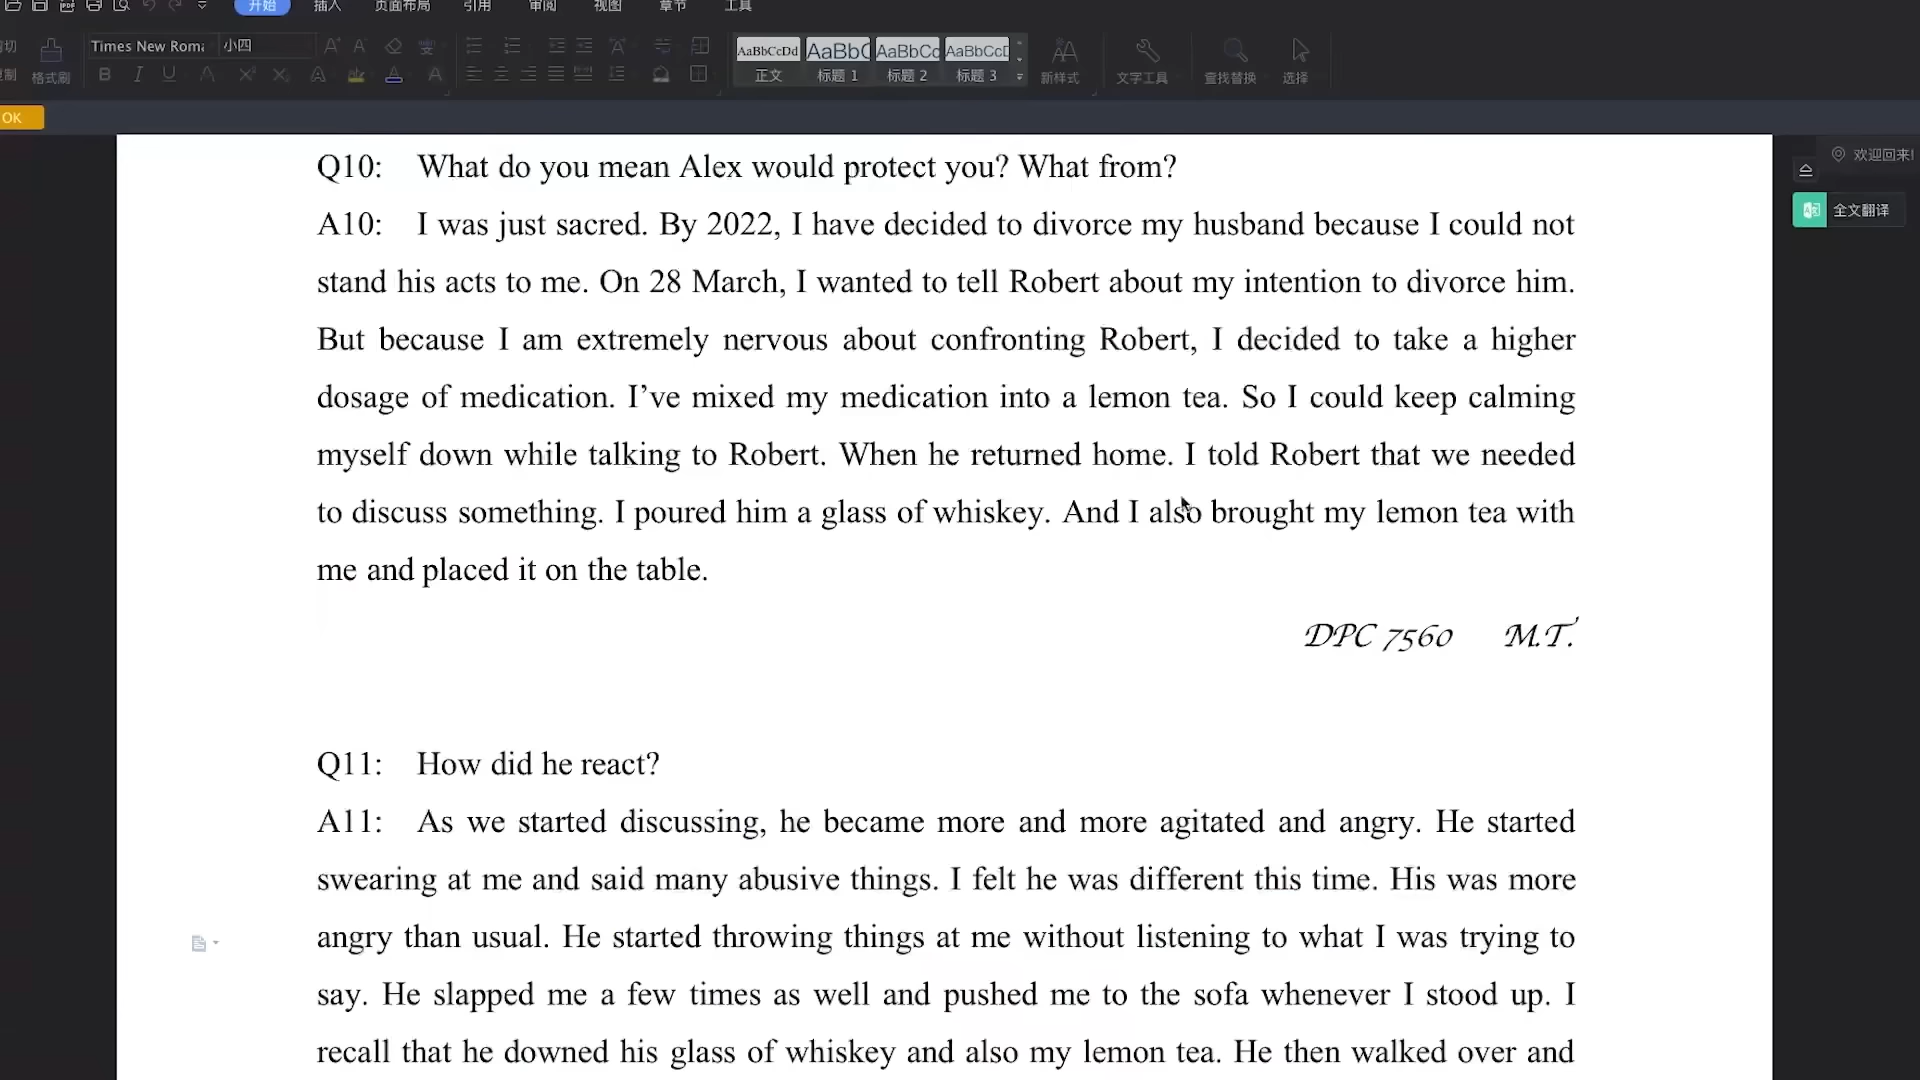 开始 插入 页面布局 引用 审阅 视图 章节 工具
Times New Roma 小四
格式刷
AaBbCcDd AaBbC AaBbCc AaBbCcD
正文 标题 1 标题 2 标题 3 新样式 文字工具 查找替换 选择
OK
欢迎回来!
全文翻译
Q10: What do you mean Alex would protect you? What from?
A10: I was just sacred. By 2022, I have decided to divorce my husband because I could not
stand his acts to me. On 28 March, I wanted to tell Robert about my intention to divorce him.
But because I am extremely nervous about confronting Robert, I decided to take a higher
dosage of medication. I’ve mixed my medication into a lemon tea. So I could keep calming
myself down while talking to Robert. When he returned home. I told Robert that we needed
to discuss something. I poured him a glass of whiskey. And I also brought my lemon tea with
me and placed it on the table.
DPC 7560 M.T.
Q11: How did he react?
A11: As we started discussing, he became more and more agitated and angry. He started
swearing at me and said many abusive things. I felt he was different this time. His was more
angry than usual. He started throwing things at me without listening to what I was trying to
say. He slapped me a few times as well and pushed me to the sofa whenever I stood up. I
recall that he downed his glass of whiskey and also my lemon tea. He then walked over and